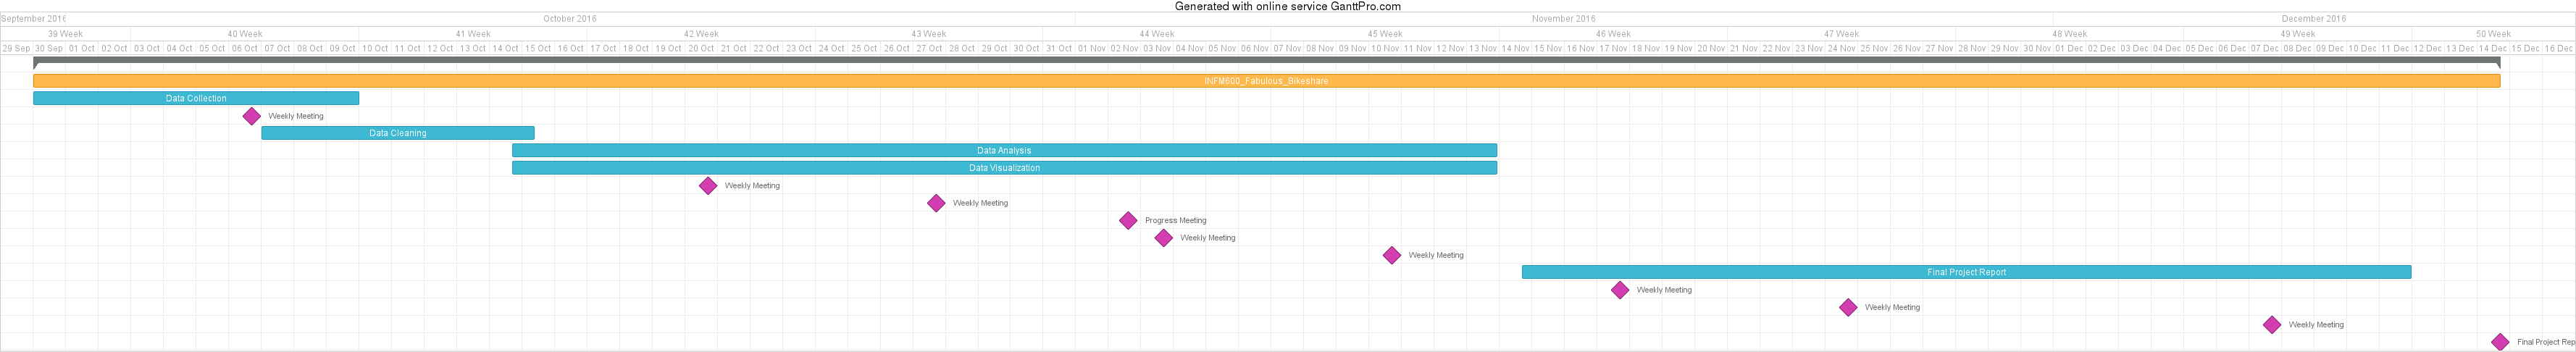 Generated with online service GanttPro.com
September 2016 October 2016 November 2016 December 2016
39 Week 40 Week 41 Week 42 Week 43 Week 44 Week 45 Week 46 Week 47 Week 48 Week 49 Week 50 Week
29 Sep 30 Sep 01 Oct 02 Oct 03 Oct 04 Oct 05 Oct 06 Oct 07 Oct 08 Oct 09 Oct 10 Oct 11 Oct 12 Oct 13 Oct 14 Oct 15 Oct 16 Oct 17 Oct 18 Oct 19 Oct 20 Oct 21 Oct 22 Oct 23 Oct 24 Oct 25 Oct 26 Oct 27 Oct 28 Oct 29 Oct 30 Oct 31 Oct 01 Nov 02 Nov 03 Nov 04 Nov 05 Nov 06 Nov 07 Nov 08 Nov 09 Nov 10 Nov 11 Nov 12 Nov 13 Nov 14 Nov 15 Nov 16 Nov 17 Nov 18 Nov 19 Nov 20 Nov 21 Nov 22 Nov 23 Nov 24 Nov 25 Nov 26 Nov 27 Nov 28 Nov 29 Nov 30 Nov 01 Dec 02 Dec 03 Dec 04 Dec 05 Dec 06 Dec 07 Dec 08 Dec 09 Dec 10 Dec 11 Dec 12 Dec 13 Dec 14 Dec 15 Dec 16 Dec
INFM600_Fabulous_Bikeshare
Data Collection
Weekly Meeting
Data Cleaning
Data Analysis
Data Visualization
Weekly Meeting
Weekly Meeting
Progress Meeting
Weekly Meeting
Weekly Meeting
Final Project Report
Weekly Meeting
Weekly Meeting
Weekly Meeting
Final Project Rep